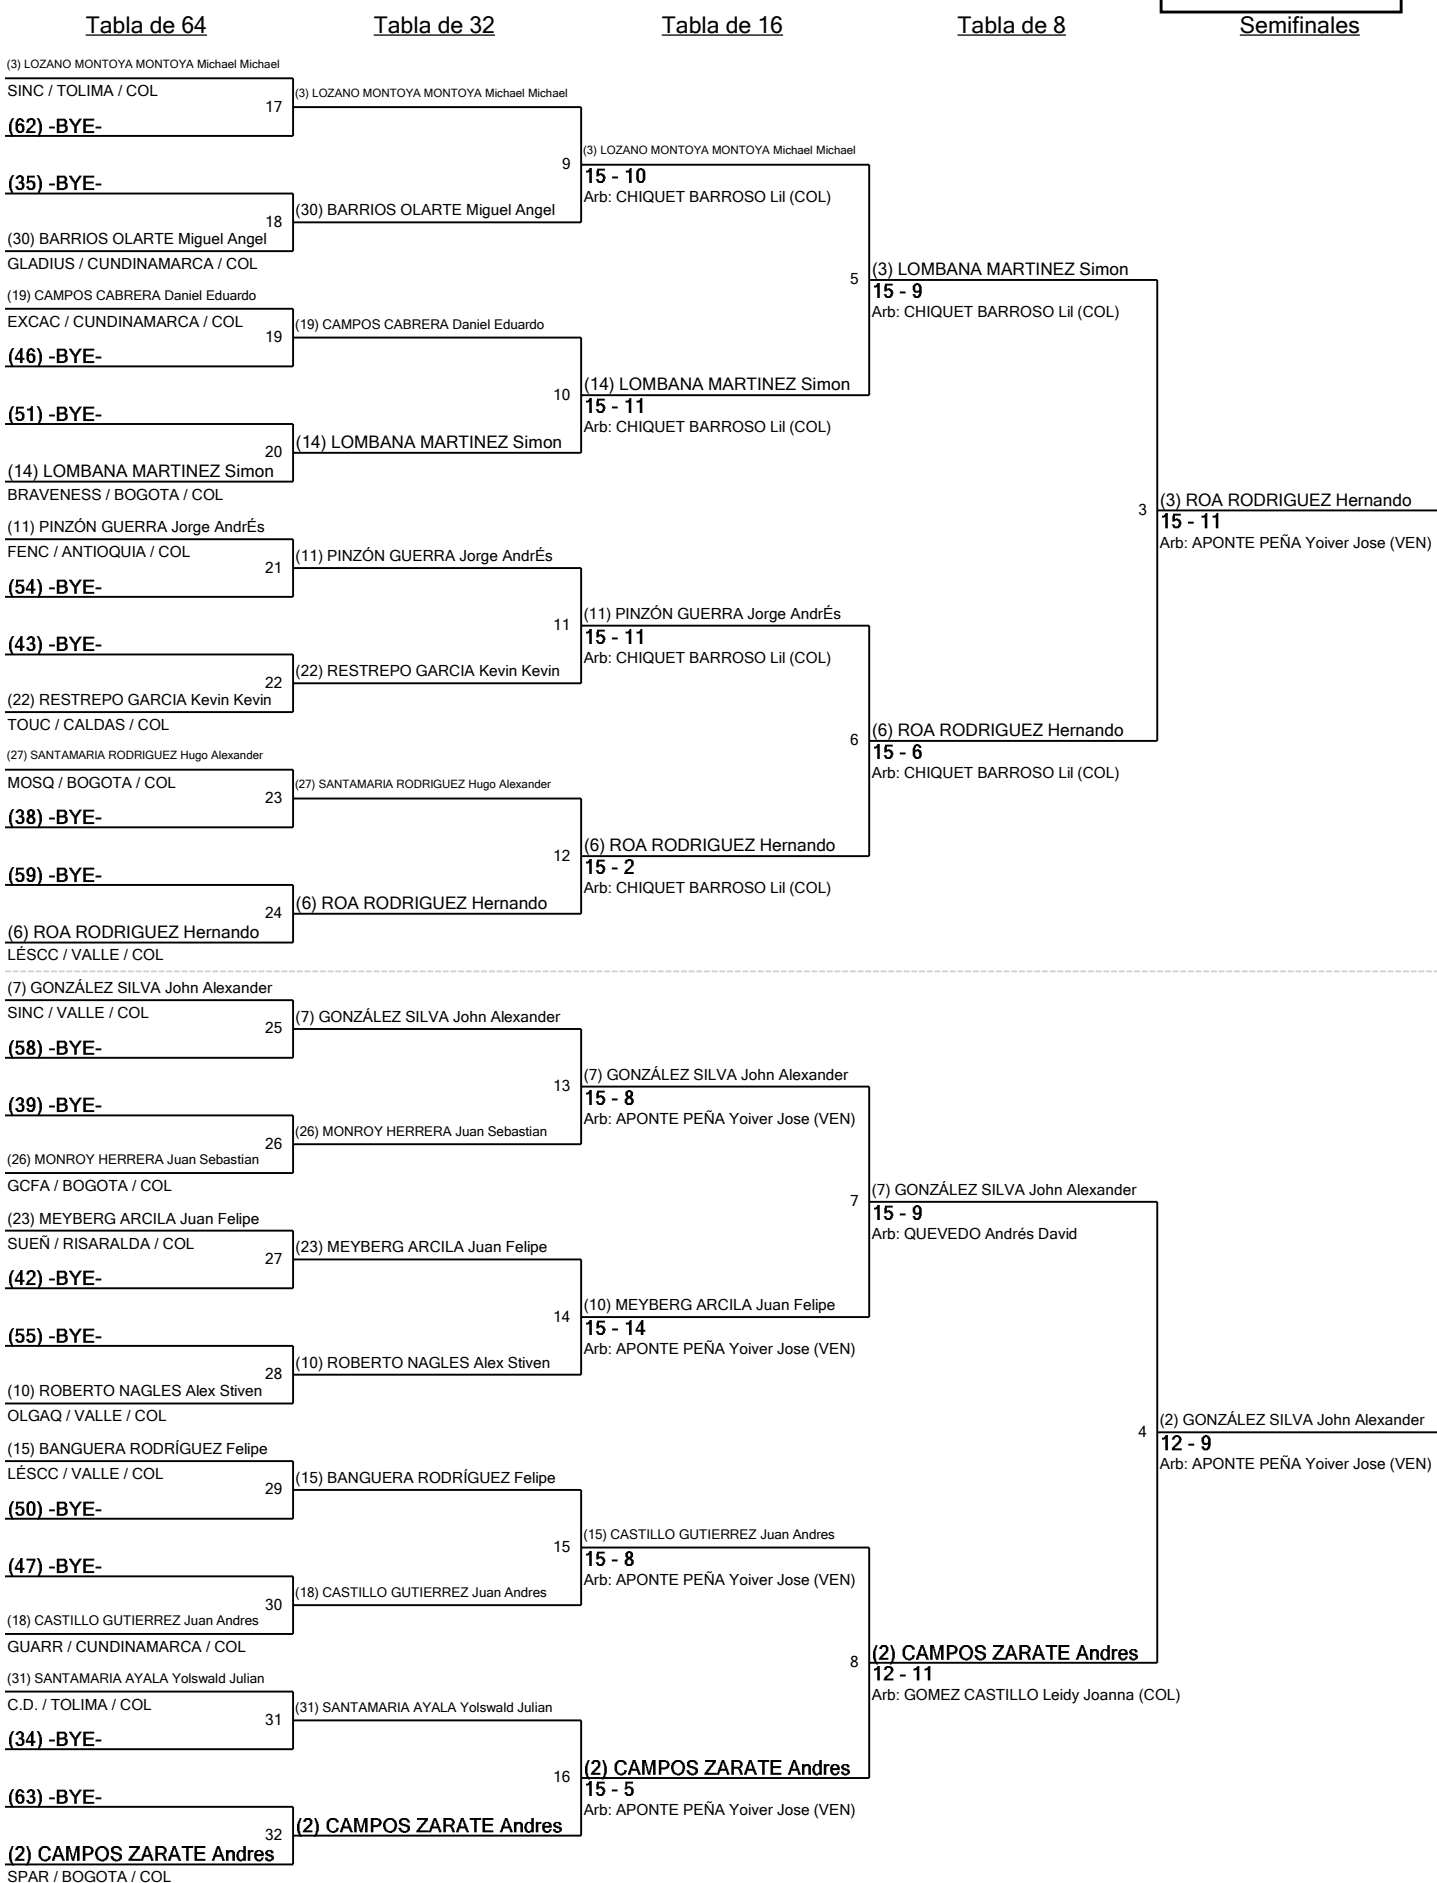 Tabla de 64
Tabla de 32
Tabla de 16
Tabla de 8
Semifinales
(3) LOZANO MONTOYA MONTOYA Michael Michael
SINC / TOLIMA / COL
17
(62) -BYE-
(35) -BYE-
18
(30) BARRIOS OLARTE Miguel Angel
GLADIUS / CUNDINAMARCA / COL
(19) CAMPOS CABRERA Daniel Eduardo
EXCAC / CUNDINAMARCA / COL
19
(46) -BYE-
(51) -BYE-
20
(14) LOMBANA MARTINEZ Simon
BRAVENESS / BOGOTA / COL
(11) PINZÓN GUERRA Jorge AndrÉs
FENC / ANTIOQUIA / COL
21
(54) -BYE-
(43) -BYE-
22
(22) RESTREPO GARCIA Kevin Kevin
TOUC / CALDAS / COL
(27) SANTAMARIA RODRIGUEZ Hugo Alexander
MOSQ / BOGOTA / COL
23
(38) -BYE-
(59) -BYE-
24
(6) ROA RODRIGUEZ Hernando
LÉSCC / VALLE / COL
(7) GONZÁLEZ SILVA John Alexander
SINC / VALLE / COL
25
(58) -BYE-
(39) -BYE-
26
(26) MONROY HERRERA Juan Sebastian
GCFA / BOGOTA / COL
(23) MEYBERG ARCILA Juan Felipe
SUEÑ / RISARALDA / COL
27
(42) -BYE-
(55) -BYE-
28
(10) ROBERTO NAGLES Alex Stiven
OLGAQ / VALLE / COL
(15) BANGUERA RODRÍGUEZ Felipe
LÉSCC / VALLE / COL
29
(50) -BYE-
(47) -BYE-
30
(18) CASTILLO GUTIERREZ Juan Andres
GUARR / CUNDINAMARCA / COL
(31) SANTAMARIA AYALA Yolswald Julian
C.D. / TOLIMA / COL
31
(34) -BYE-
(63) -BYE-
32
(2) CAMPOS ZARATE Andres
SPAR / BOGOTA / COL
(3) LOZANO MONTOYA MONTOYA Michael Michael
9
(30) BARRIOS OLARTE Miguel Angel
(19) CAMPOS CABRERA Daniel Eduardo
10
(14) LOMBANA MARTINEZ Simon
(11) PINZÓN GUERRA Jorge AndrÉs
11
(22) RESTREPO GARCIA Kevin Kevin
(27) SANTAMARIA RODRIGUEZ Hugo Alexander
12
(6) ROA RODRIGUEZ Hernando
(7) GONZÁLEZ SILVA John Alexander
13
(26) MONROY HERRERA Juan Sebastian
(23) MEYBERG ARCILA Juan Felipe
14
(10) ROBERTO NAGLES Alex Stiven
(15) BANGUERA RODRÍGUEZ Felipe
15
(18) CASTILLO GUTIERREZ Juan Andres
(31) SANTAMARIA AYALA Yolswald Julian
16
(2) CAMPOS ZARATE Andres
(3) LOZANO MONTOYA MONTOYA Michael Michael
15 - 10
Arb: CHIQUET BARROSO Lil (COL)
5
(14) LOMBANA MARTINEZ Simon
15 - 11
Arb: CHIQUET BARROSO Lil (COL)
(11) PINZÓN GUERRA Jorge AndrÉs
15 - 11
Arb: CHIQUET BARROSO Lil (COL)
6
(6) ROA RODRIGUEZ Hernando
15 - 2
Arb: CHIQUET BARROSO Lil (COL)
(7) GONZÁLEZ SILVA John Alexander
15 - 8
Arb: APONTE PEÑA Yoiver Jose (VEN)
7
(10) MEYBERG ARCILA Juan Felipe
15 - 14
Arb: APONTE PEÑA Yoiver Jose (VEN)
(15) CASTILLO GUTIERREZ Juan Andres
15 - 8
Arb: APONTE PEÑA Yoiver Jose (VEN)
8
(2) CAMPOS ZARATE Andres
15 - 5
Arb: APONTE PEÑA Yoiver Jose (VEN)
(3) LOMBANA MARTINEZ Simon
15 - 9
Arb: CHIQUET BARROSO Lil (COL)
3
(6) ROA RODRIGUEZ Hernando
15 - 6
Arb: CHIQUET BARROSO Lil (COL)
(7) GONZÁLEZ SILVA John Alexander
15 - 9
Arb: QUEVEDO Andrés David
4
(2) CAMPOS ZARATE Andres
12 - 11
Arb: GOMEZ CASTILLO Leidy Joanna (COL)
(3) ROA RODRIGUEZ Hernando
15 - 11
Arb: APONTE PEÑA Yoiver Jose (VEN)
(2) GONZÁLEZ SILVA John Alexander
12 - 9
Arb: APONTE PEÑA Yoiver Jose (VEN)